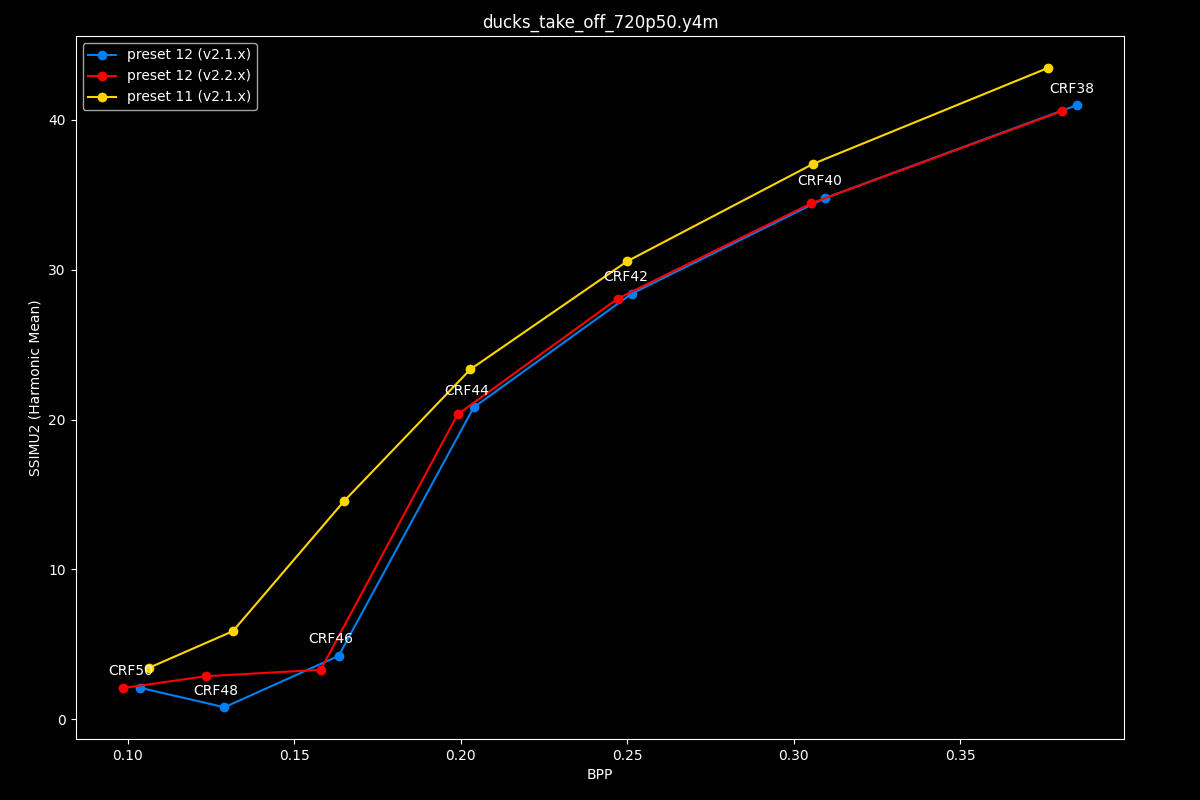 ducks_take_off_720p50.y4m
preset 12 (v2.1.x)
preset 12 (v2.2.x)
preset 11 (v2.1.x)
CRF38
CRF40
CRF42
CRF44
CRF46
CRF50
CRF48
40
30
20
10
0
SSIMU2 (Harmonic Mean)
0.10 0.15 0.20 0.25 0.30 0.35
BPP